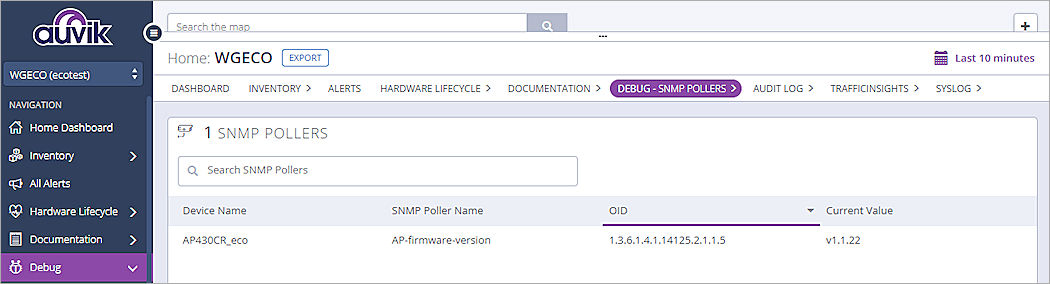 auvik
Search the map
...
WGECO (ecotest)
Home: WGECO EXPORT Last 10 minutes
NAVIGATION
DASHBOARD INVENTORY ALERTS HARDWARE LIFECYCLE DOCUMENTATION DEBUG - SNMP POLLERS AUDIT LOG TRAFFICINSIGHTS SYSLOG
Home Dashboard
Inventory
All Alerts
Hardware Lifecycle
Documentation
Debug
1 SNMP POLLERS
Search SNMP Pollers
Device Name SNMP Poller Name OID Current Value
AP430CR_eco AP-firmware-version 1.3.6.1.4.1.14125.2.1.1.5 v1.1.22